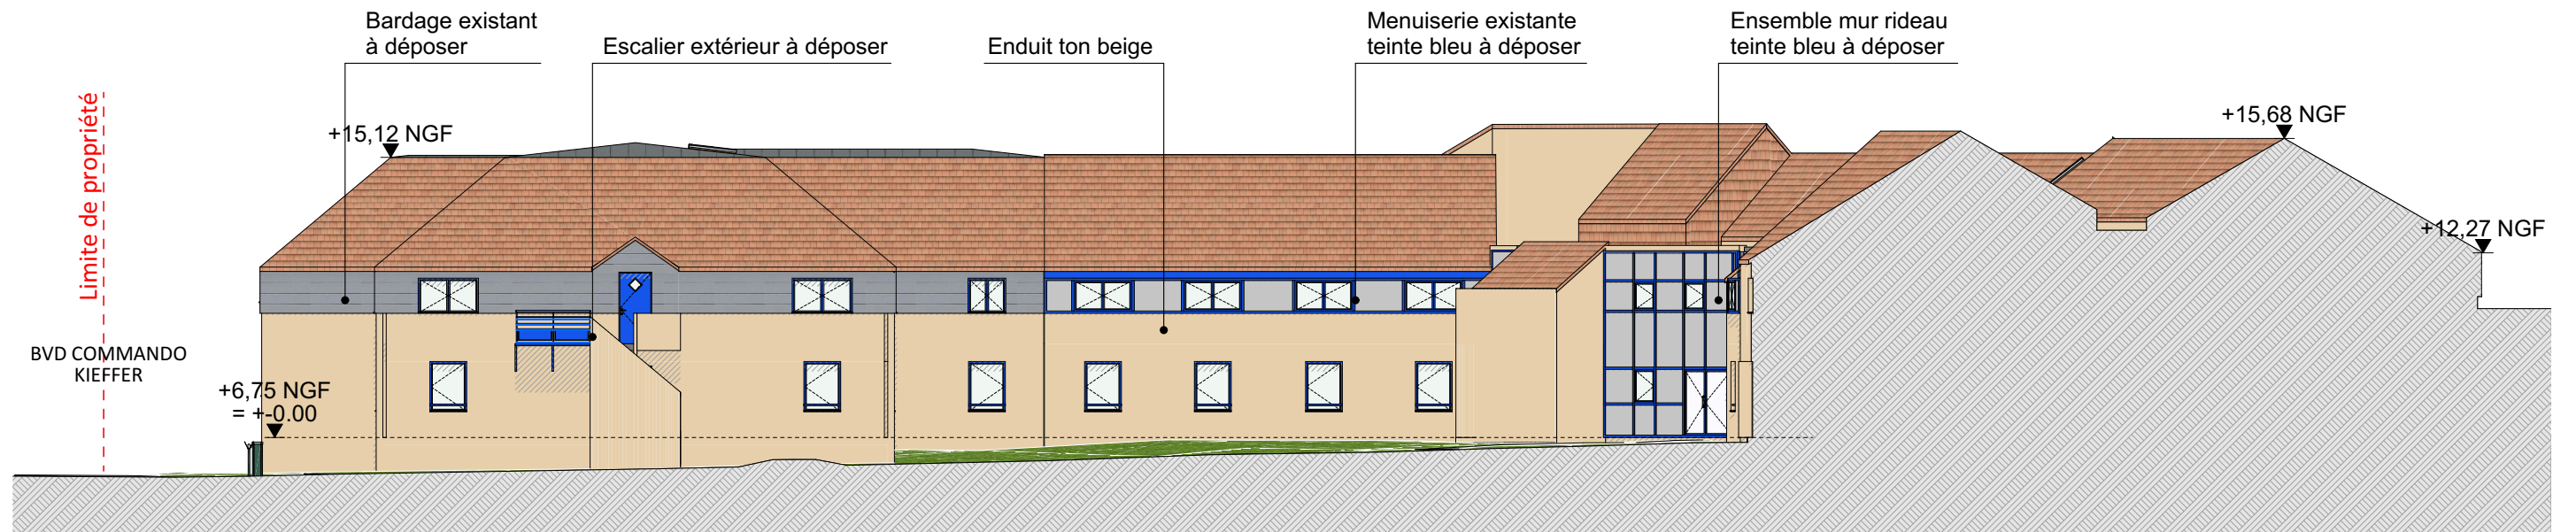 Bardage existant
à déposer
Escalier extérieur à déposer
Enduit ton beige
Menuiserie existante
teinte bleu à déposer
Ensemble mur rideau
teinte bleu à déposer
Limite de propriété
+15,12 NGF
+15,68 NGF
+12,27 NGF
BVD COMMANDO
KIEFFER
+6,75 NGF
= +-0.00